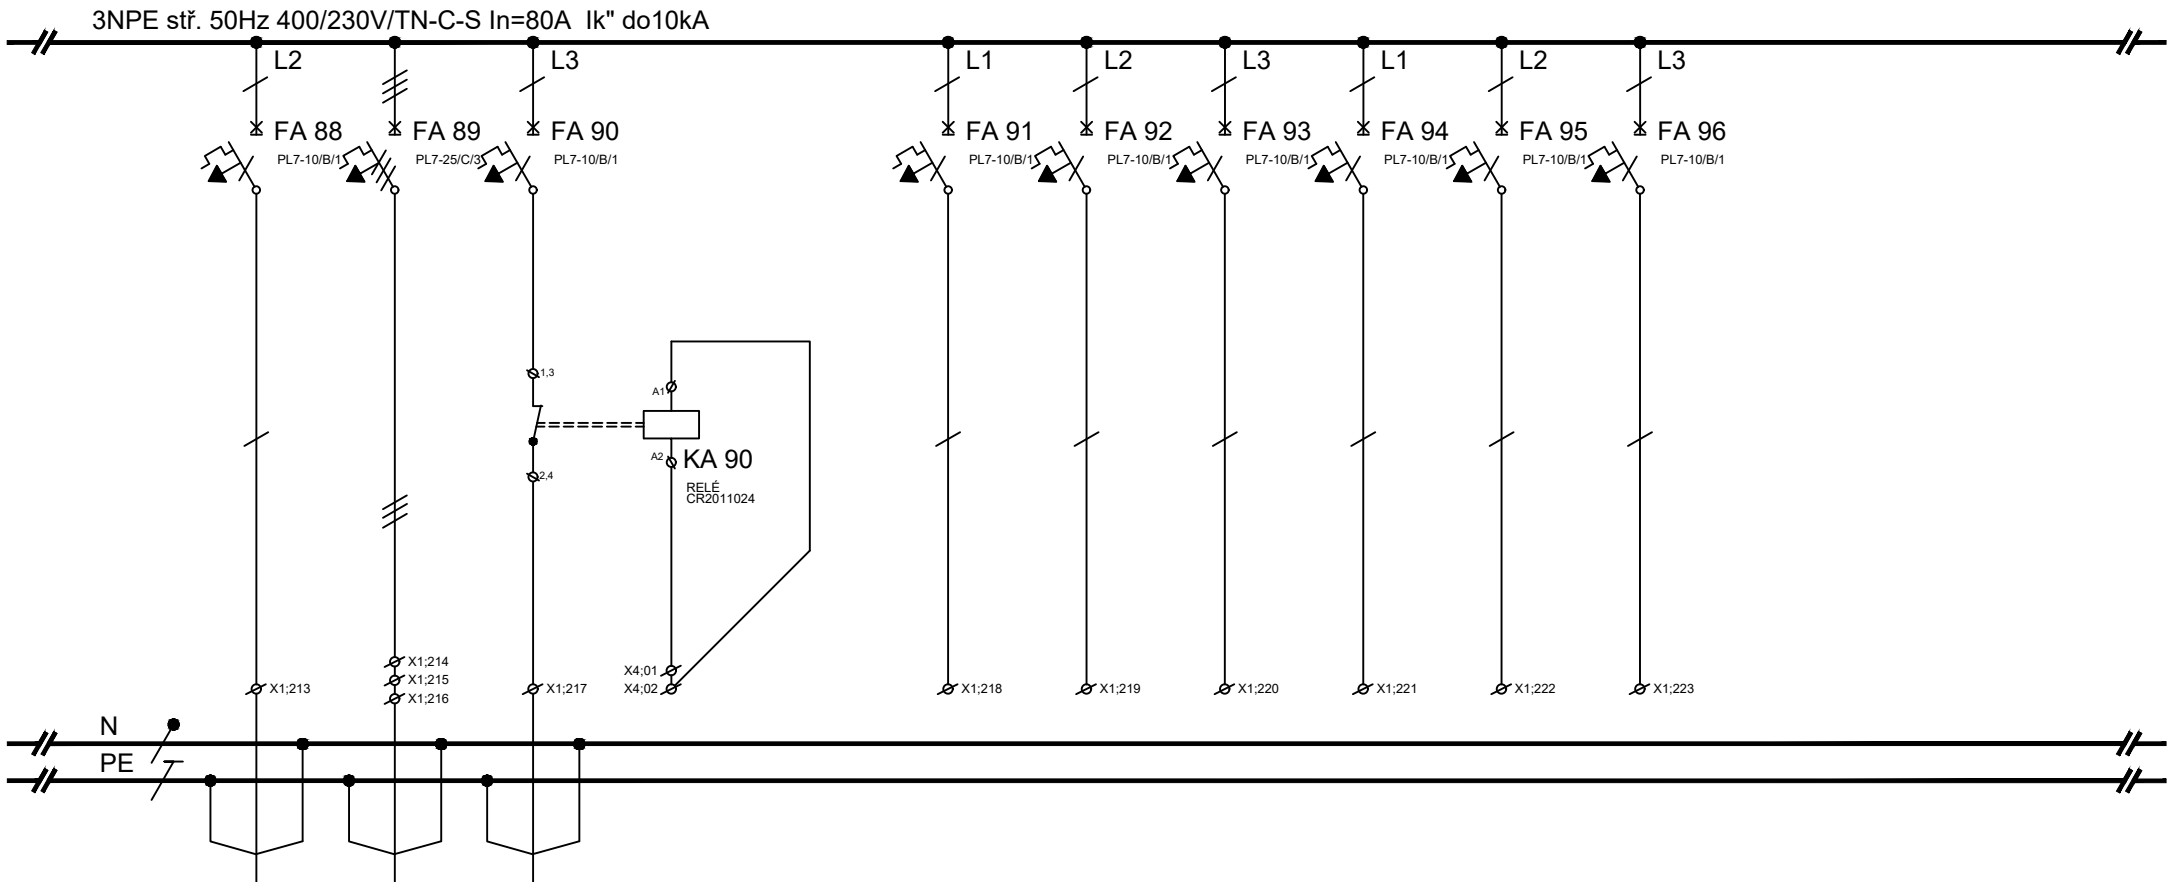 3NPE stř. 50Hz 400/230V/TN-C-S In=80A  Ik" do10kA
L2 L3 L1 L2 L3 L1 L2 L3
FA 88 FA 89 FA 90 FA 91 FA 92 FA 93 FA 94 FA 95 FA 96
PL7-10/B/1 PL7-25/C/3 PL7-10/B/1 PL7-10/B/1 PL7-10/B/1 PL7-10/B/1 PL7-10/B/1 PL7-10/B/1 PL7-10/B/1
1,3
A1
A2 KA 90
2,4
RELÉ
CR2011024
X1;214
X4;01
X1;215
X1;213 X1;217 X4;02 X1;218 X1;219 X1;220 X1;221 X1;222 X1;223
X1;216
N
PE